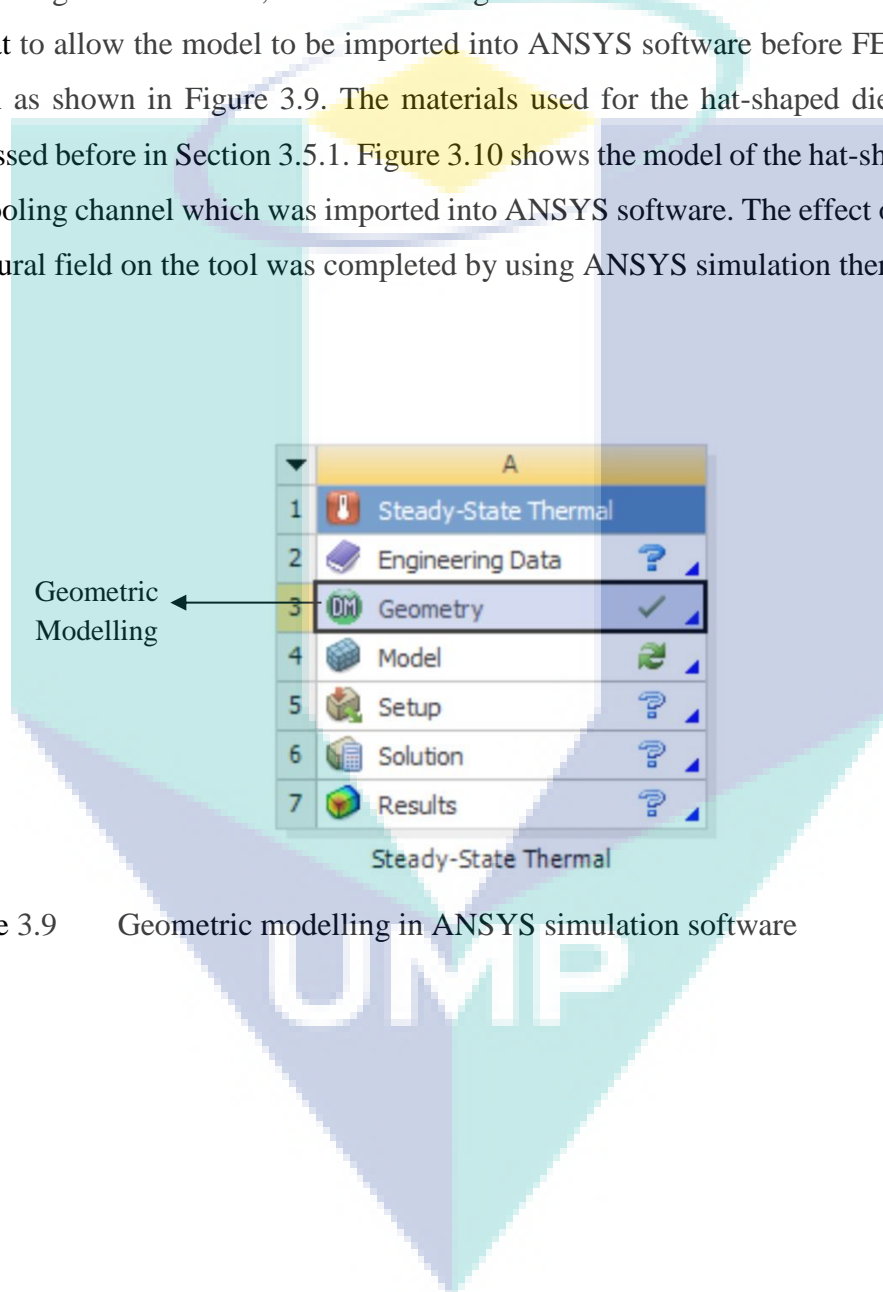 at to allow the model to be imported into ANSYS software before FE
as shown in Figure 3.9. The materials used for the hat-shaped die
ssed before in Section 3.5.1. Figure 3.10 shows the model of the hat-sh
ooling channel which was imported into ANSYS software. The effect
ural field on the tool was completed by using ANSYS simulation ther
A
1 Steady-State Thermal
2 Engineering Data ?
Geometric
Modelling
3 DM Geometry ✓
4 Model
5 Setup ?
6 Solution ?
7 Results ?
Steady-State Thermal
e 3.9 Geometric modelling in ANSYS simulation software
UMP